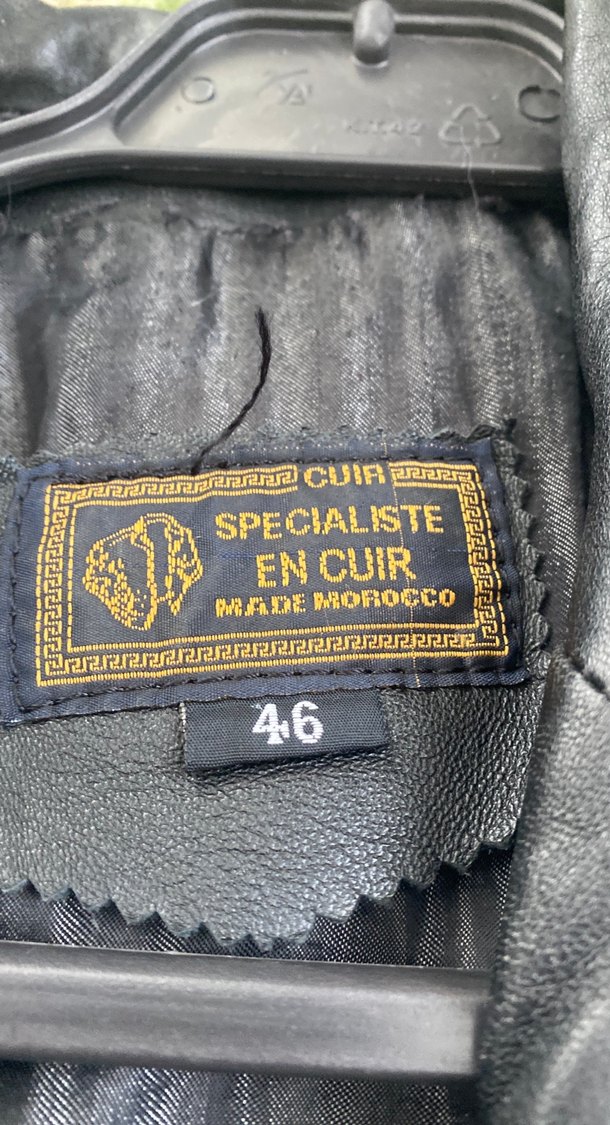 CUIR
SPECIALISTE
EN CUIR
MADE MOROCCO
46